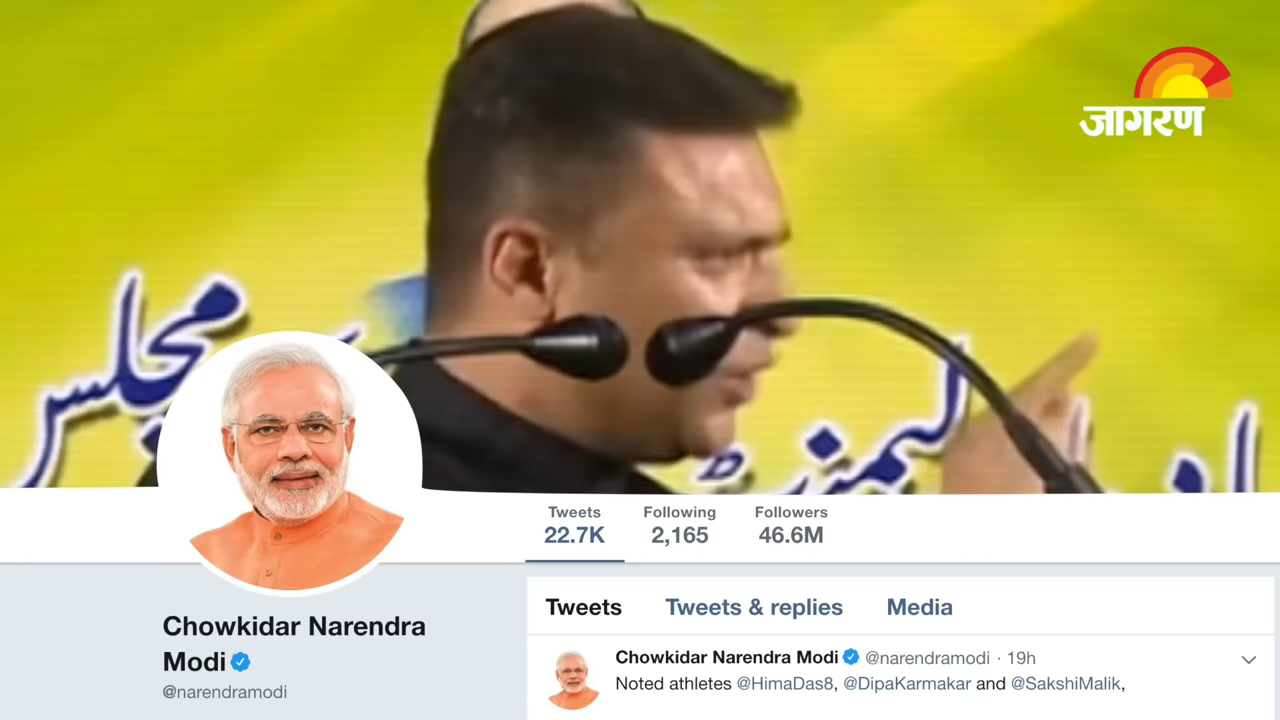 जागरण
مجلس
Tweets Following Followers
22.7K 2,165 46.6M
Chowkidar Narendra
Modi
@narendramodi
Tweets Tweets & replies Media
Chowkidar Narendra Modi @narendramodi · 19h
Noted athletes @HimaDas8, @DipaKarmakar and @SakshiMalik,